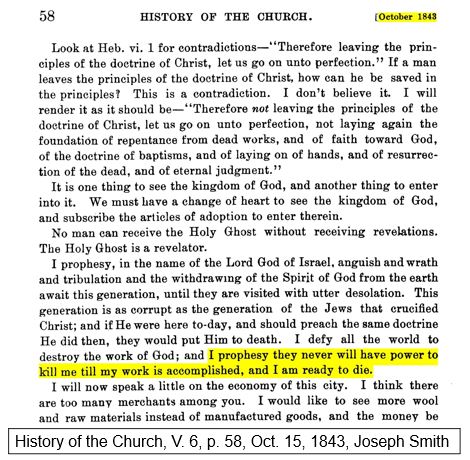 58 HISTORY OF THE CHURCH. [October 1843
Look at Heb. vi. 1 for contradictions—"Therefore leaving the prin-
ciples of the doctrine of Christ, let us go on unto perfection." If a man
leaves the principles of the doctrine of Christ, how can he be saved in
the principles? This is a contradiction. I don't believe it. I will
render it as it should be—"Therefore not leaving the principles of the
doctrine of Christ, let us go on unto perfection, not laying again the
foundation of repentance from dead works, and of faith toward God,
of the doctrine of baptisms, and of laying on of hands, and of resurrec-
tion of the dead, and of eternal judgment."
It is one thing to see the kingdom of God, and another thing to enter
into it. We must have a change of heart to see the kingdom of God,
and subscribe the articles of adoption to enter therein.
No man can receive the Holy Ghost without receiving revelations.
The Holy Ghost is a revelator.
I prophesy, in the name of the Lord God of Israel, anguish and wrath
and tribulation and the withdrawing of the Spirit of God from the earth
await this generation, until they are visited with utter desolation. This
generation is as corrupt as the generation of the Jews that crucified
Christ; and if He were here to-day, and should preach the same doctrine
He did then, they would put Him to death. I defy all the world to
destroy the work of God; and I prophesy they never will have power to
kill me till my work is accomplished, and I am ready to die.
I will now speak a little on the economy of this city. I think there
are too many merchants among you. I would like to see more wool
and raw materials instead of manufactured goods, and the money be
History of the Church, V. 6, p. 58, Oct. 15, 1843, Joseph Smith